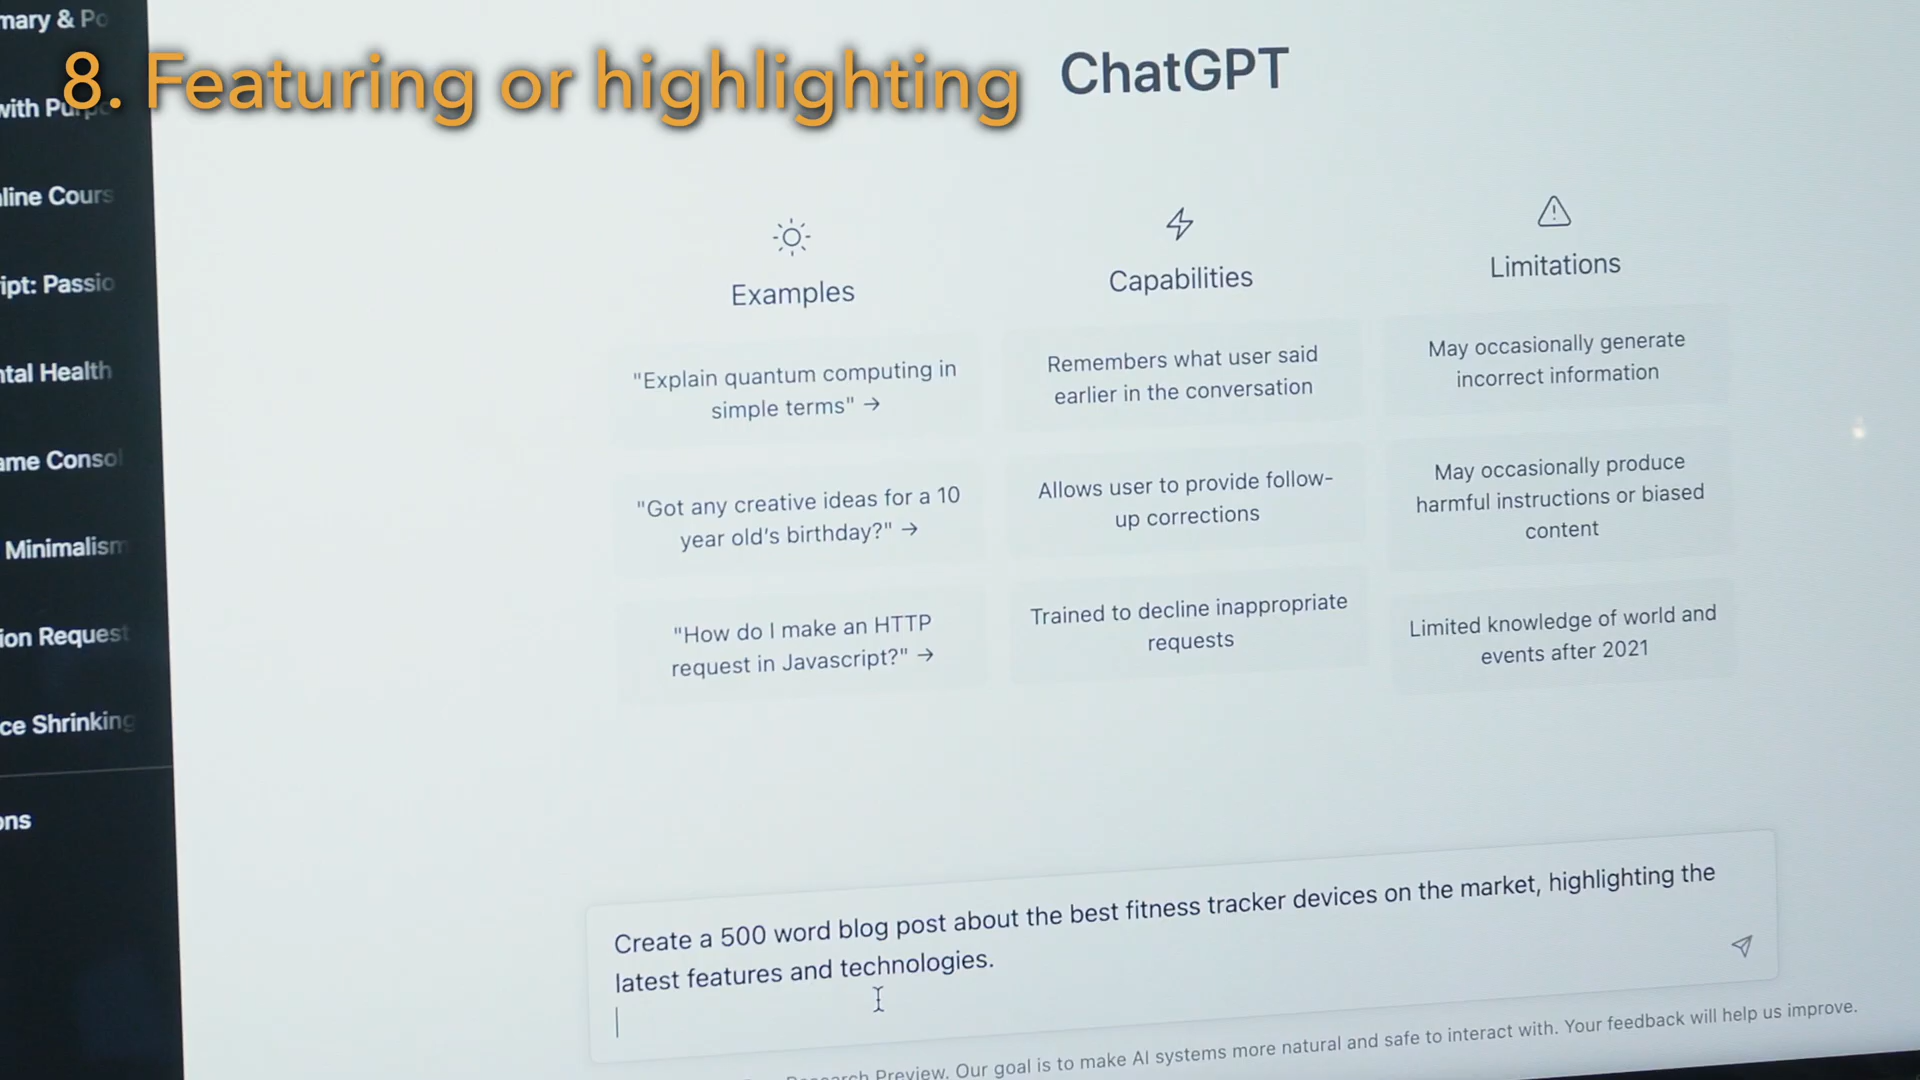 8. Featuring or highlighting
ChatGPT
mary & Po
with Purp
line Cours
ipt: Passio
ntal Health
ame Consol
Minimalism
ion Request
ce Shrinking
ons
Examples
"Explain quantum computing in
simple terms" →
"Got any creative ideas for a 10
year old's birthday?" →
"How do I make an HTTP
request in Javascript?" →
Capabilities
Remembers what user said
earlier in the conversation
Allows user to provide follow-
up corrections
Trained to decline inappropriate
requests
Limitations
May occasionally generate
incorrect information
May occasionally produce
harmful instructions or biased
content
Limited knowledge of world and
events after 2021
Create a 500 word blog post about the best fitness tracker devices on the market, highlighting the
latest features and technologies.
Research Preview. Our goal is to make AI systems more natural and safe to interact with. Your feedback will help us improve.